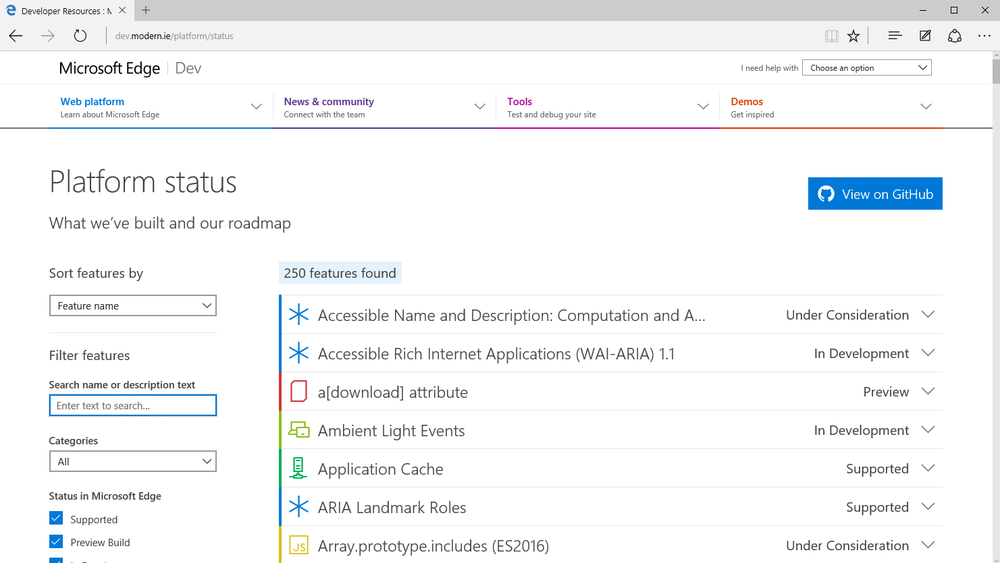 Developer Resources : M
dev.modern.ie/platform/status
Microsoft Edge Dev
I need help with Choose an option
Web platform
Learn about Microsoft Edge
News & community
Connect with the team
Tools
Test and debug your site
Demos
Get inspired
Platform status
View on GitHub
What we've built and our roadmap
Sort features by
Feature name
Filter features
Search name or description text
Enter text to search...
Categories
All
Status in Microsoft Edge
Supported
Preview Build
250 features found
Accessible Name and Description: Computation and A... Under Consideration
Accessible Rich Internet Applications (WAI-ARIA) 1.1 In Development
a[download] attribute Preview
Ambient Light Events In Development
Application Cache Supported
ARIA Landmark Roles Supported
JS Array.prototype.includes (ES2016) Under Consideration